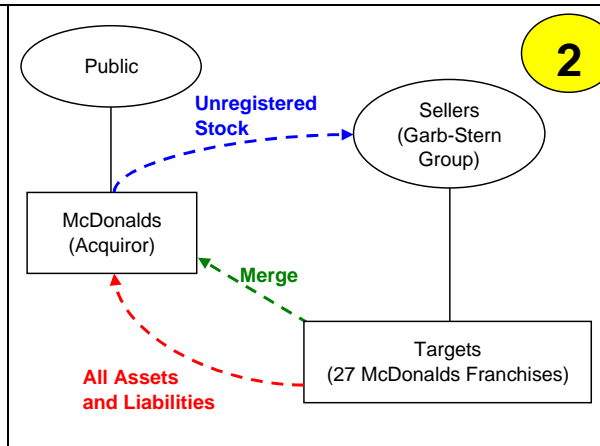 Public
2
Unregistered
Stock
Sellers
(Garb-Stern
Group)
McDonalds
(Acquiror)
Merge
Targets
(27 McDonalds Franchises)
All Assets
and Liabilities